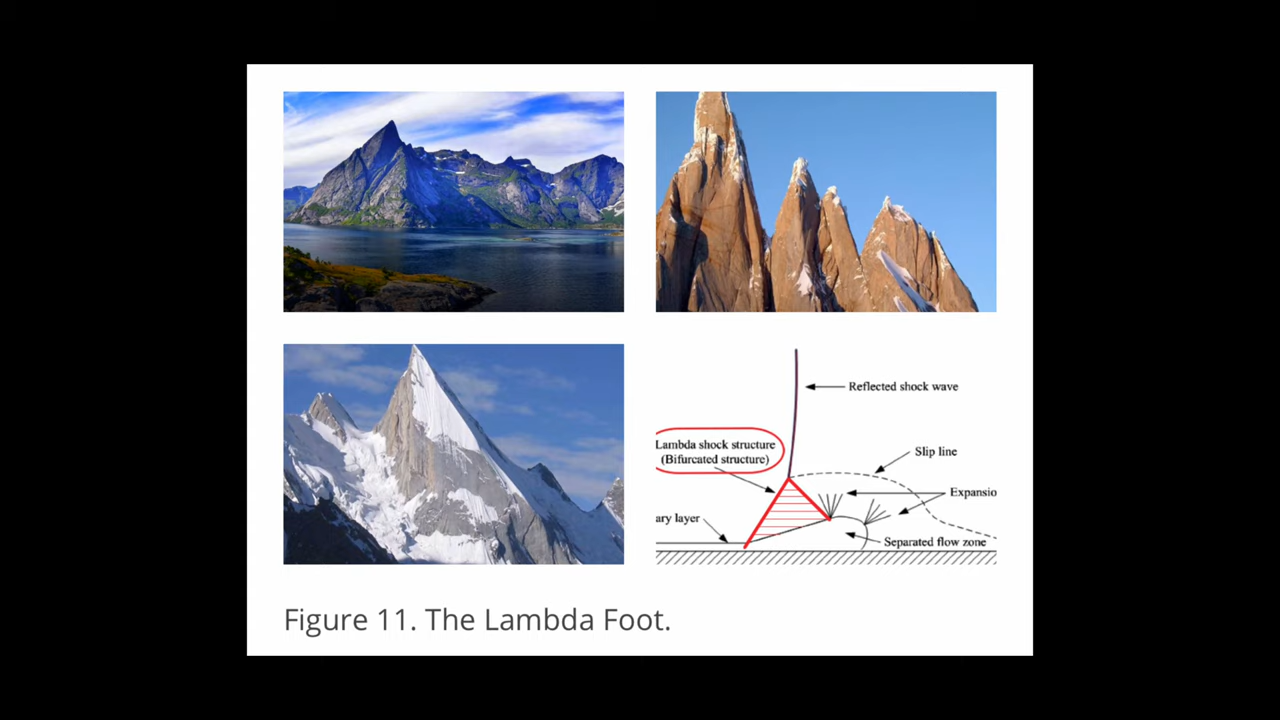 Reflected shock wave
Lambda shock structure
(Bifurcated structure)
Slip line
Expansio
ary layer
Separated flow zone
Figure 11. The Lambda Foot.